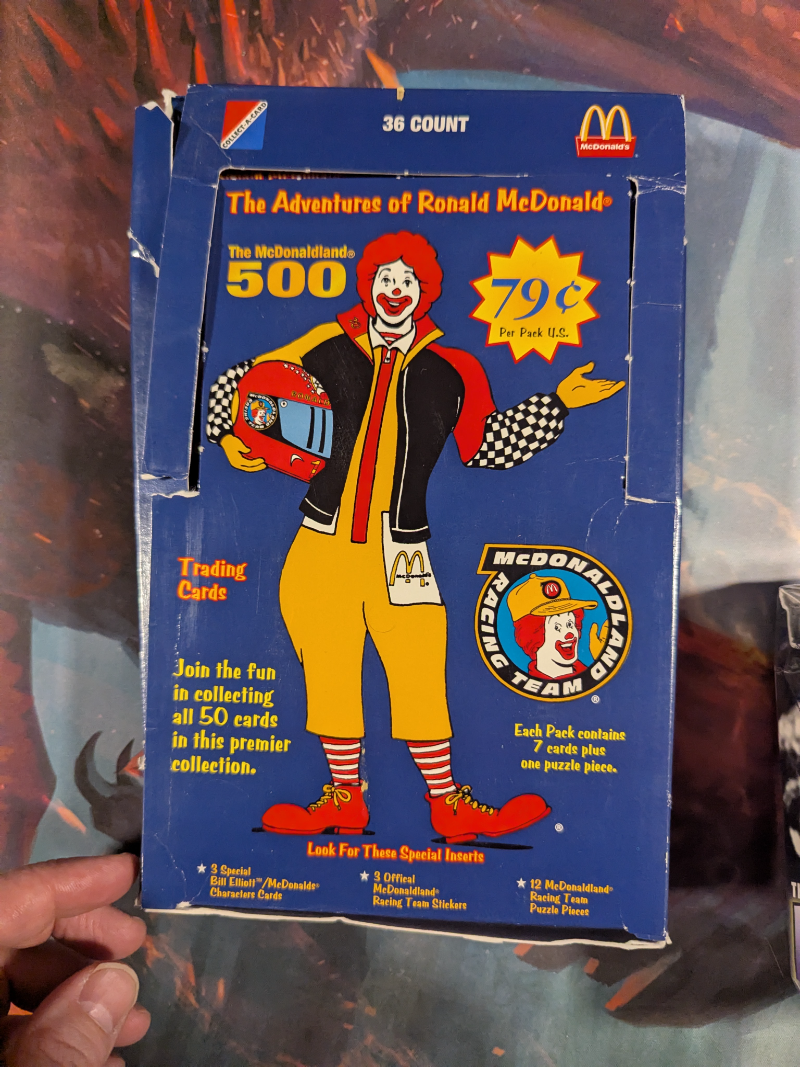 COLLECT-A-CARD
36 COUNT
McDonald's
The Adventures of Ronald McDonald®
The McDonaldland®
500
79¢
Per Pack U.S.
McDonald's
Trading
Cards
McDONALDLAND
RACING TEAM
®
Join the fun
in collecting
all 50 cards
in this premier
collection.
Each Pack contains
7 cards plus
one puzzle piece.
®
Look For These Special Inserts
★ 3 Special
Bill Elliott™/McDonalds®
Characters Cards
★ 3 Offical
McDonaldland®
Racing Team Stickers
★ 12 McDonaldland®
Racing Team
Puzzle Pieces